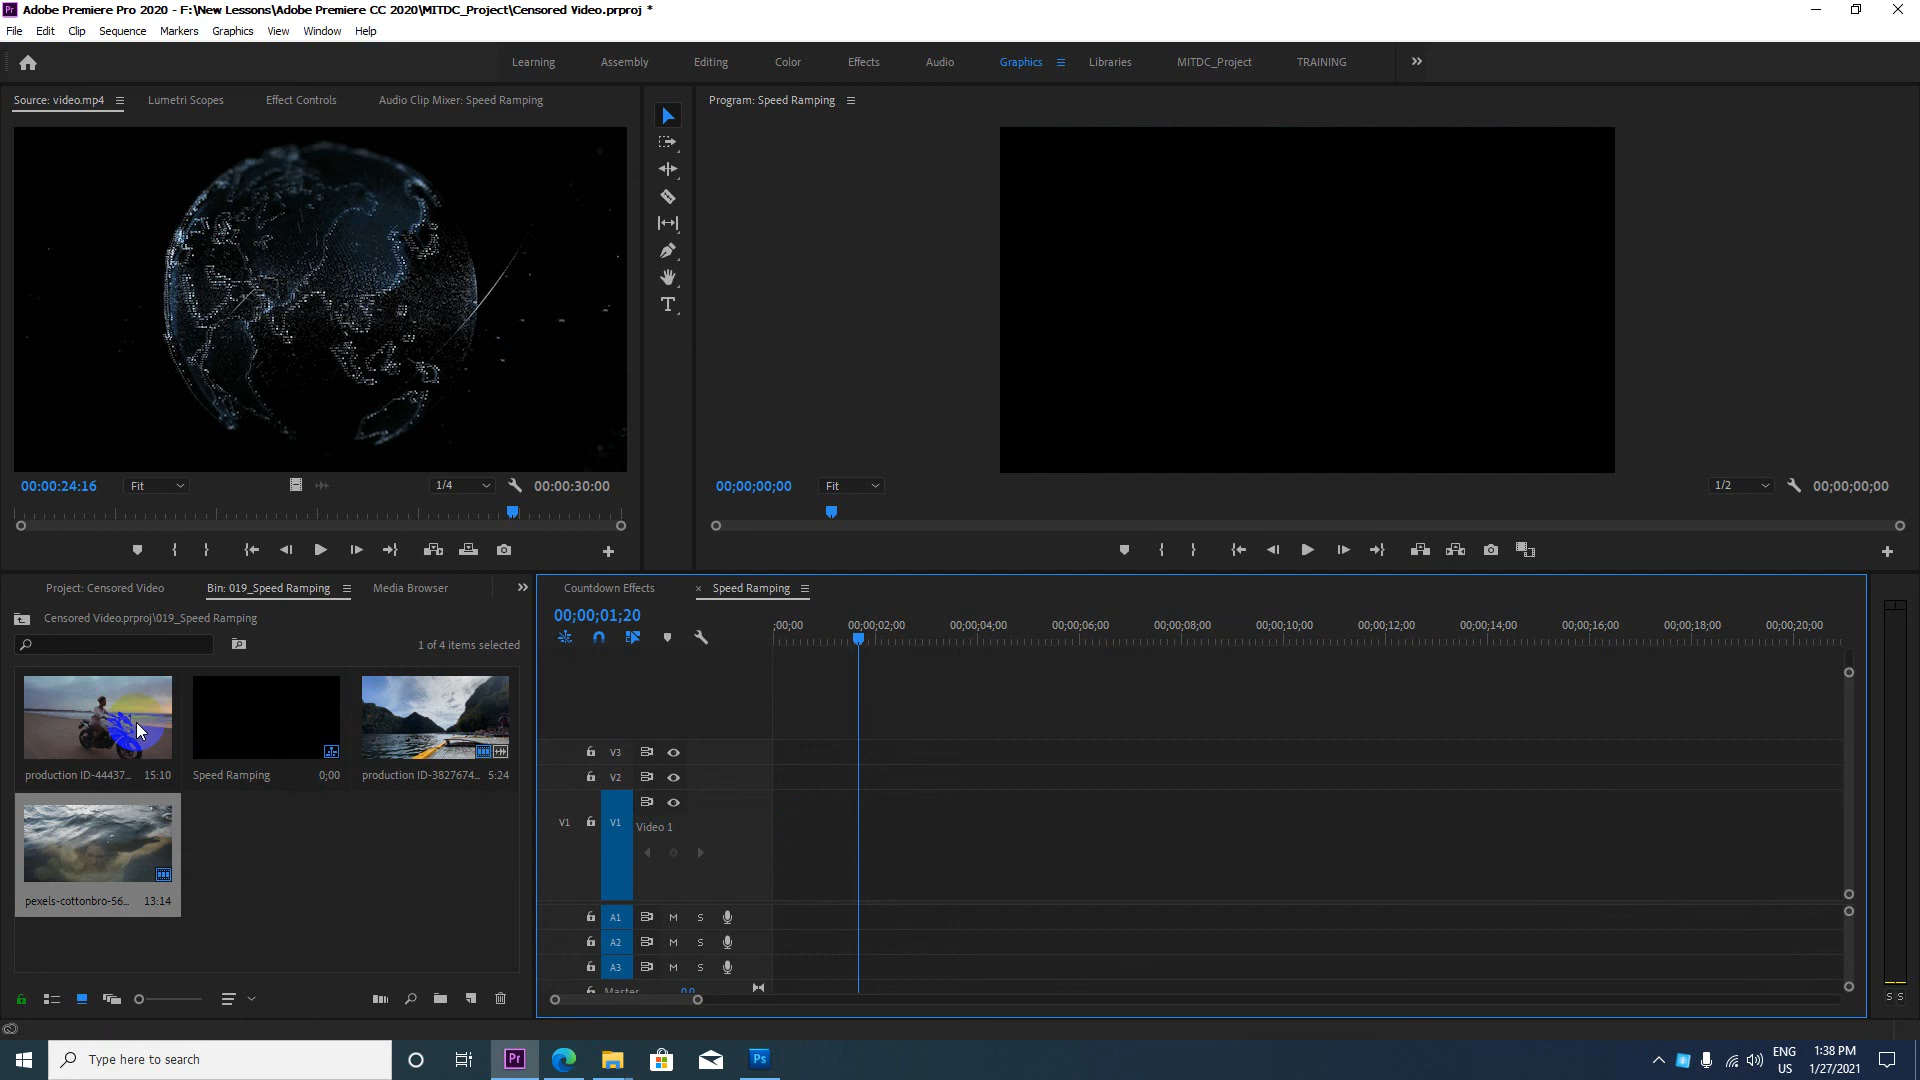 Adobe Premiere Pro 2020 - F:\New Lessons\Adobe Premiere CC 2020\MITDC_Project\Censored Video.prproj *
File Edit Clip Sequence Markers Graphics View Window Help
Learning Assembly Editing Color Effects Audio Graphics Libraries MITDC_Project TRAINING
Source: video.mp4 Lumetri Scopes Effect Controls Audio Clip Mixer: Speed Ramping
Program: Speed Ramping
00:00:24:16 Fit 1/4 00:00:30:00
00;00;00;00 Fit 1/2 00;00;00;00
Project: Censored Video Bin: 019_Speed Ramping Media Browser
Censored Video.prproj\019_Speed Ramping
1 of 4 items selected
production ID-44437... 15:10
Speed Ramping 0;00
production ID-3827674... 5:24
pexels-cottonbro-56... 13:14
Countdown Effects × Speed Ramping
00;00;01;20
;00;00 00;00;02;00 00;00;04;00 00;00;06;00 00;00;08;00 00;00;10;00 00;00;12;00 00;00;14;00 00;00;16;00 00;00;18;00 00;00;20;00
V3
V2
V1 V1
Video 1
A1 M S
A2 M S
A3 M S
Master 0.0
S S
Type here to search
Pr
Ps
ENG
US
1:38 PM
1/27/2021